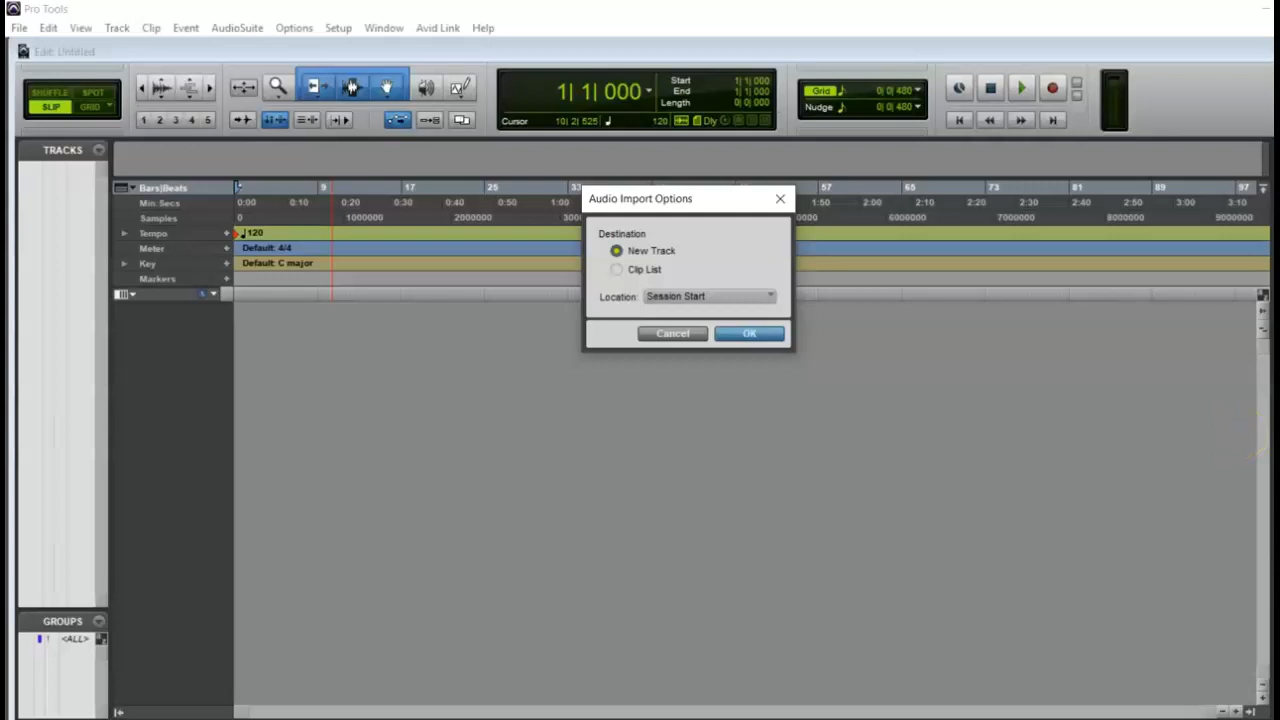 Pro Tools
File Edit View Track Clip Event AudioSuite Options Setup Window Avid Link Help
Edit: Untitled
SHUFFLE SPOT
SLIP GRID
1 2 3 4 5
1| 1| 000
Start 1| 1| 000
End 1| 1| 000
Length 0| 0| 000
Cursor 10| 2| 525 120 Dly
Grid 0| 0| 480
Nudge 0| 0| 480
TRACKS
Bars|Beats 9 17 25 33 57 65 73 81 89 97
Min:Secs 0:00 0:10 0:20 0:30 0:40 0:50 1:50 2:00 2:10 2:20 2:30 2:40 2:50 3:00 3:10
Samples 0 1000000 2000000 6000000 7000000 8000000 9000000
Tempo 120
Meter Default: 4/4
Key Default: C major
Markers
Audio Import Options
Destination
New Track
Clip List
Location: Session Start
Cancel OK
GROUPS
1 <ALL>